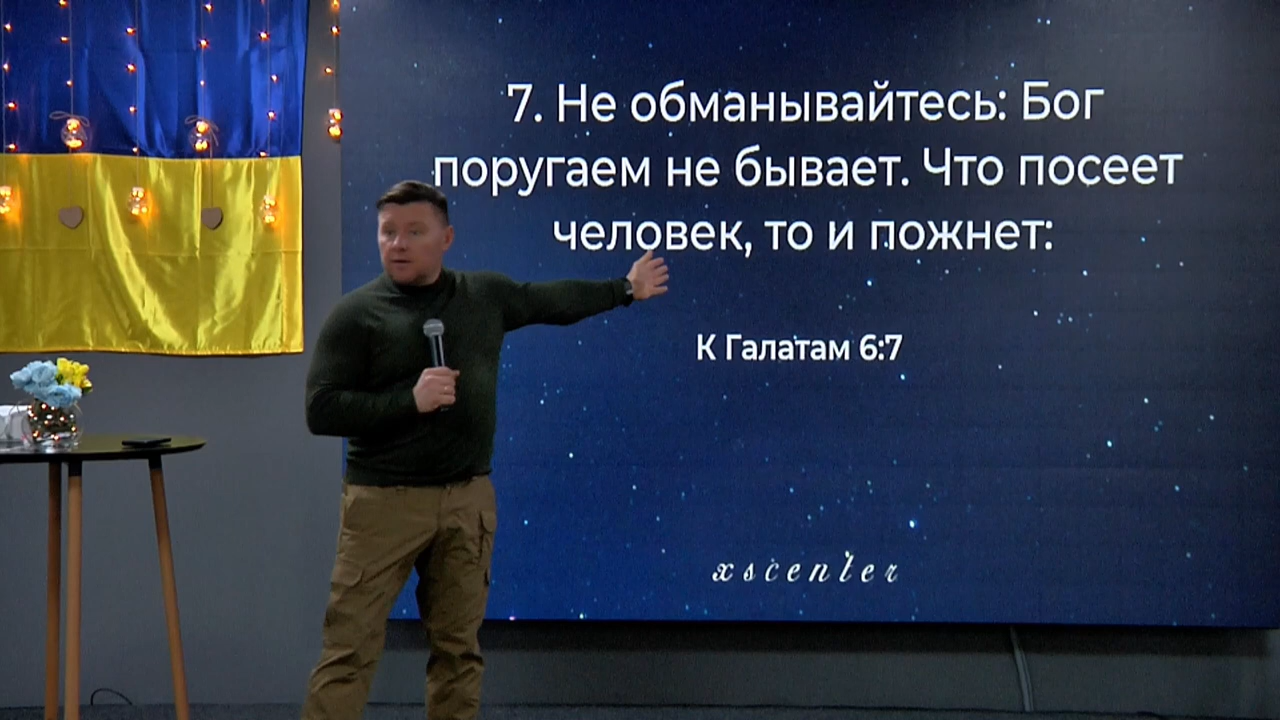 7. Не обманывайтесь: Бог
поругаем не бывает. Что посеет
человек, то и пожнет:
К Галатам 6:7
xscenter